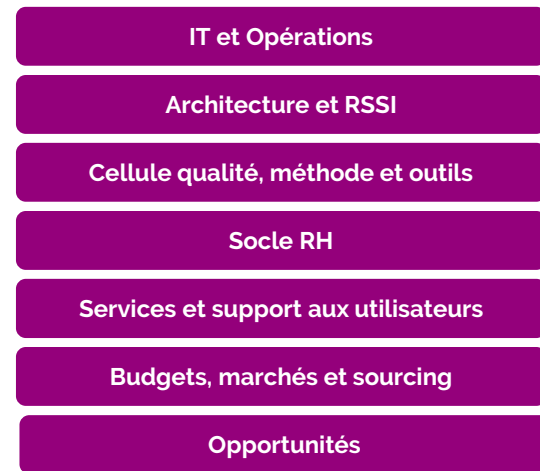 IT et Opérations
Architecture et RSSI
Cellule qualité, méthode et outils
Socle RH
Services et support aux utilisateurs
Budgets, marchés et sourcing
Opportunités